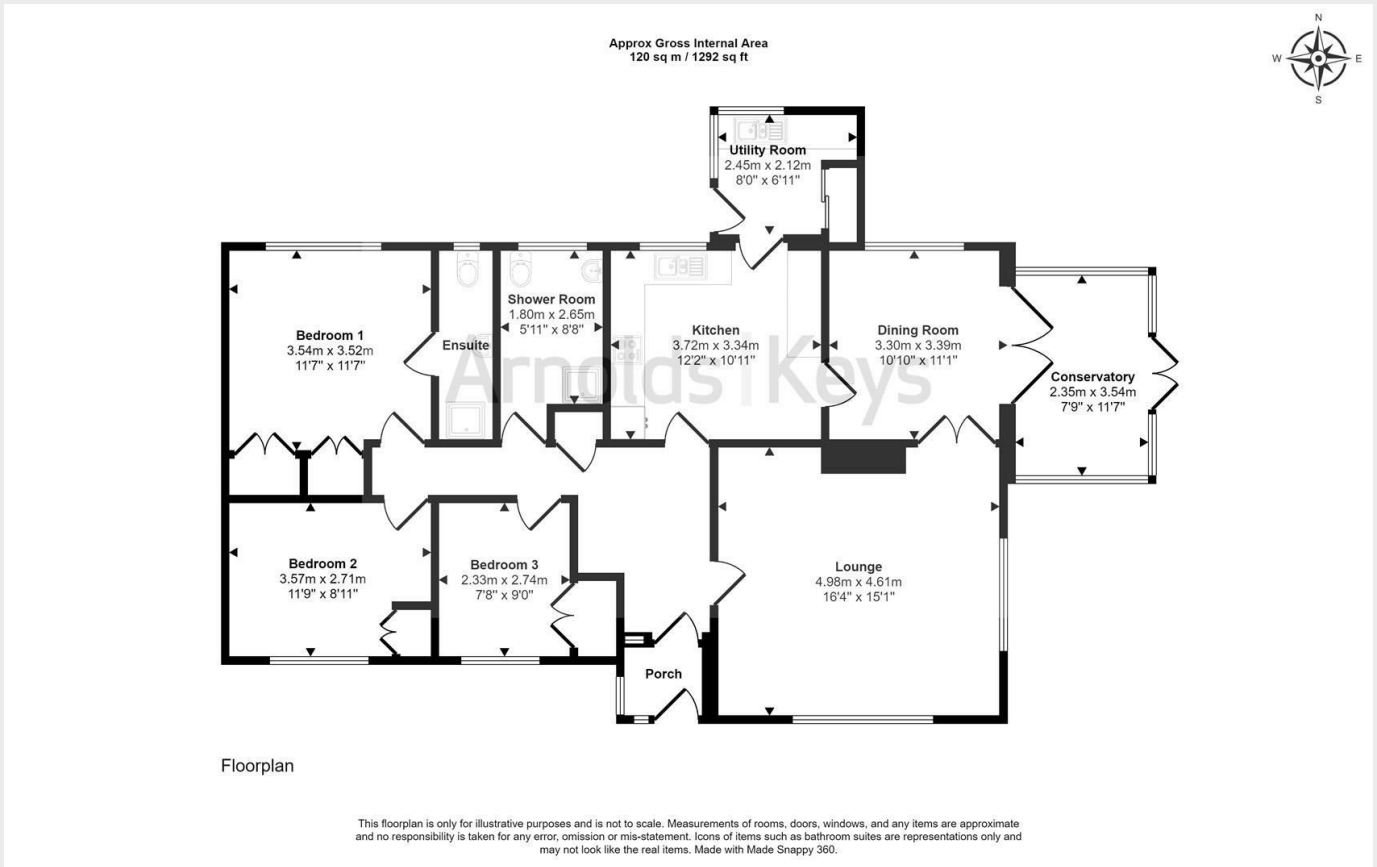 Approx Gross Internal Area
120 sq m / 1292 sq ft
N
W
E
S
Utility Room
2.45m x 2.12m
8'0" x 6'11"
Bedroom 1
3.54m x 3.52m
11'7" x 11'7"
Ensuite
Shower Room
1.80m x 2.65m
5'11" x 8'8"
Kitchen
3.72m x 3.34m
12'2" x 10'11"
Dining Room
3.30m x 3.39m
10'10" x 11'1"
Conservatory
2.35m x 3.54m
7'9" x 11'7"
Arnolds | Keys
Bedroom 2
3.57m x 2.71m
11'9" x 8'11"
Bedroom 3
2.33m x 2.74m
7'8" x 9'0"
Lounge
4.98m x 4.61m
16'4" x 15'1"
Porch
Floorplan
This floorplan is only for illustrative purposes and is not to scale. Measurements of rooms, doors, windows, and any items are approximate
and no responsibility is taken for any error, omission or mis-statement. Icons of items such as bathroom suites are representations only and
may not look like the real items. Made with Made Snappy 360.